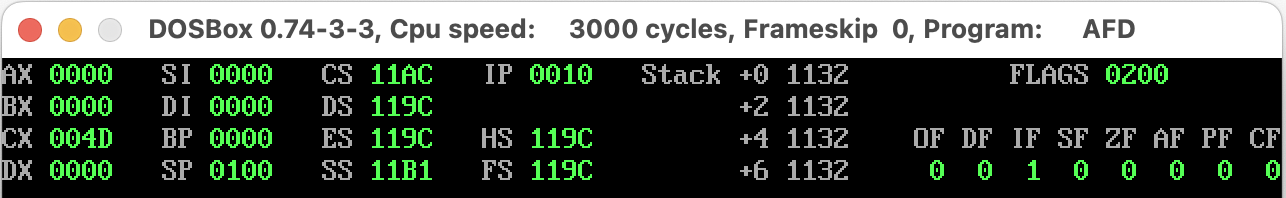 DOSBox 0.74-3-3, Cpu speed: 3000 cycles, Frameskip 0, Program: AFD
AX 0000 SI 0000 CS 11AC IP 0010 Stack +0 1132 FLAGS 0200
BX 0000 DI 0000 DS 119C +2 1132
CX 004D BP 0000 ES 119C HS 119C +4 1132 OF DF IF SF ZF AF PF CF
DX 0000 SP 0100 SS 11B1 FS 119C +6 1132 0 0 1 0 0 0 0 0